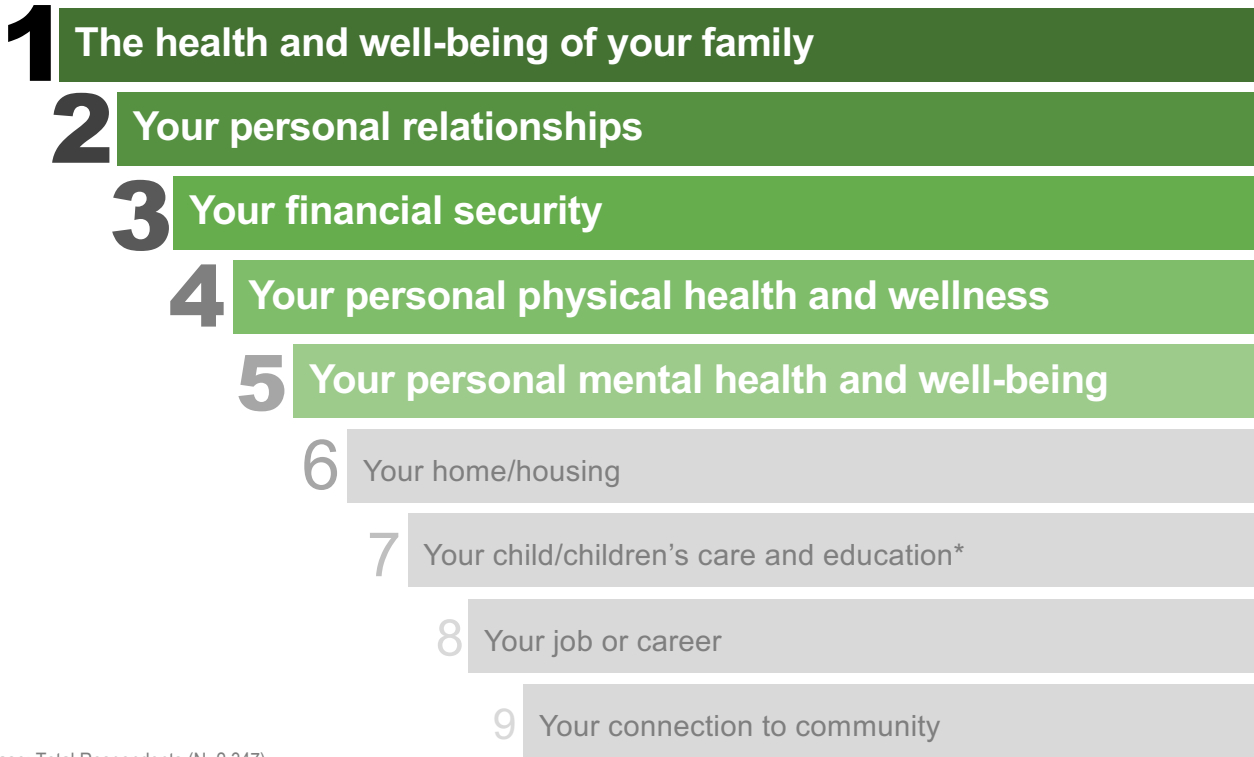 1 The health and well-being of your family
2 Your personal relationships
3 Your financial security
4 Your personal physical health and wellness
5 Your personal mental health and well-being
6 Your home/housing
7 Your child/children’s care and education*
8 Your job or career
9 Your connection to community
Total Respondents